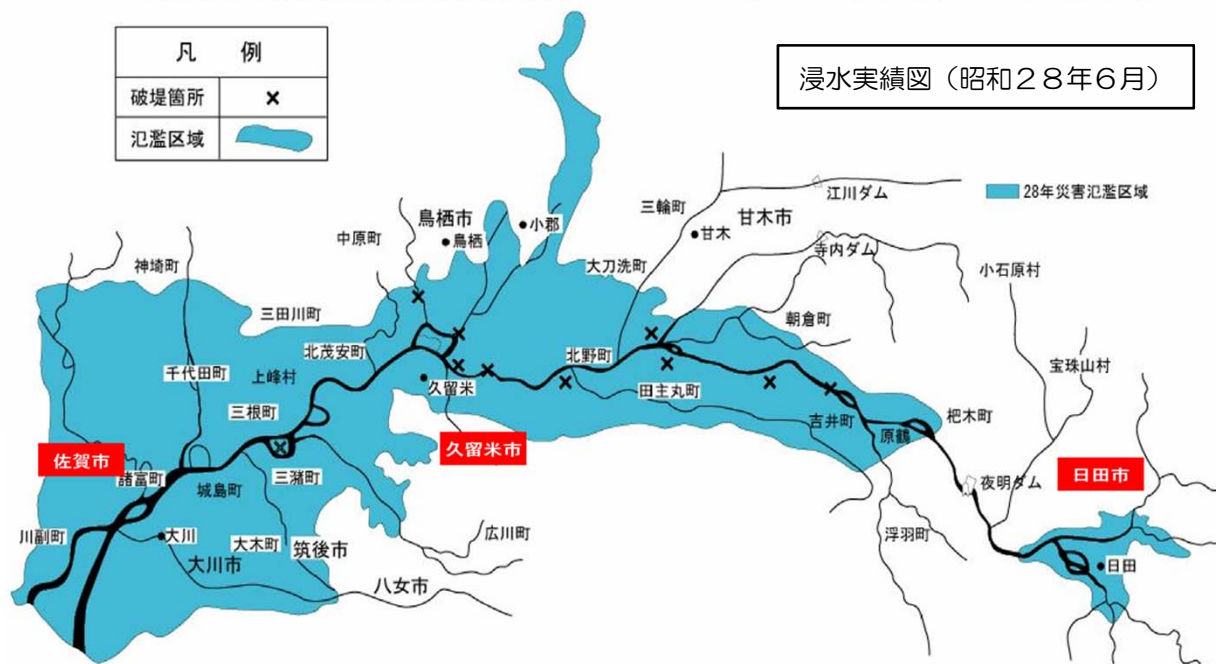 凡 例
破堤箇所
氾濫区域
浸水実績図（昭和２８年６月）
28年災害氾濫区域
江川ダム
三輪町
甘木市
甘木
寺内ダム
小石原村
鳥栖市
鳥栖
小郡
中原町
神埼町
大刀洗町
三田川町
朝倉町
宝珠山村
北茂安町
北野町
千代田町
上峰村
久留米
田主丸町
三根町
吉井町
杷木町
原鶴
佐賀市
久留米市
日田市
諸富町
城島町
三潴町
夜明ダム
川副町
大川
大木町
筑後市
広川町
浮羽町
大川市
八女市
日田